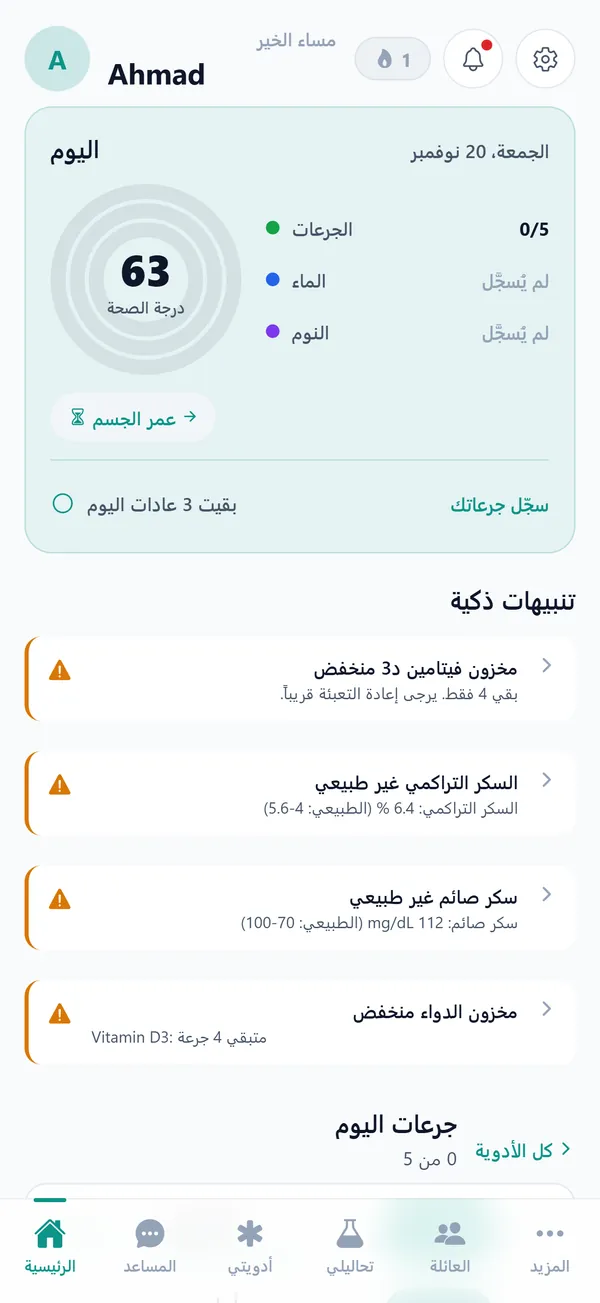 مساء الخير
A
Ahmad
1
اليوم
الجمعة، 20 نوفمبر
63
درجة الصحة
الجرعات
0/5
الماء
لم يُسجَّل
النوم
لم يُسجَّل
عمر الجسم
بقيت 3 عادات اليوم
سجّل جرعاتك
تنبيهات ذكية
مخزون فيتامين د3 منخفض
بقي 4 فقط. يرجى إعادة التعبئة قريباً.
السكر التراكمي غير طبيعي
السكر التراكمي: 6.4 % (الطبيعي: 4-5.6)
سكر صائم غير طبيعي
سكر صائم: 112 mg/dL (الطبيعي: 70-100)
مخزون الدواء منخفض
Vitamin D3: متبقي 4 جرعة
جرعات اليوم
0 من 5
كل الأدوية
الرئيسية
المساعد
أدويتي
تحاليلي
العائلة
المزيد